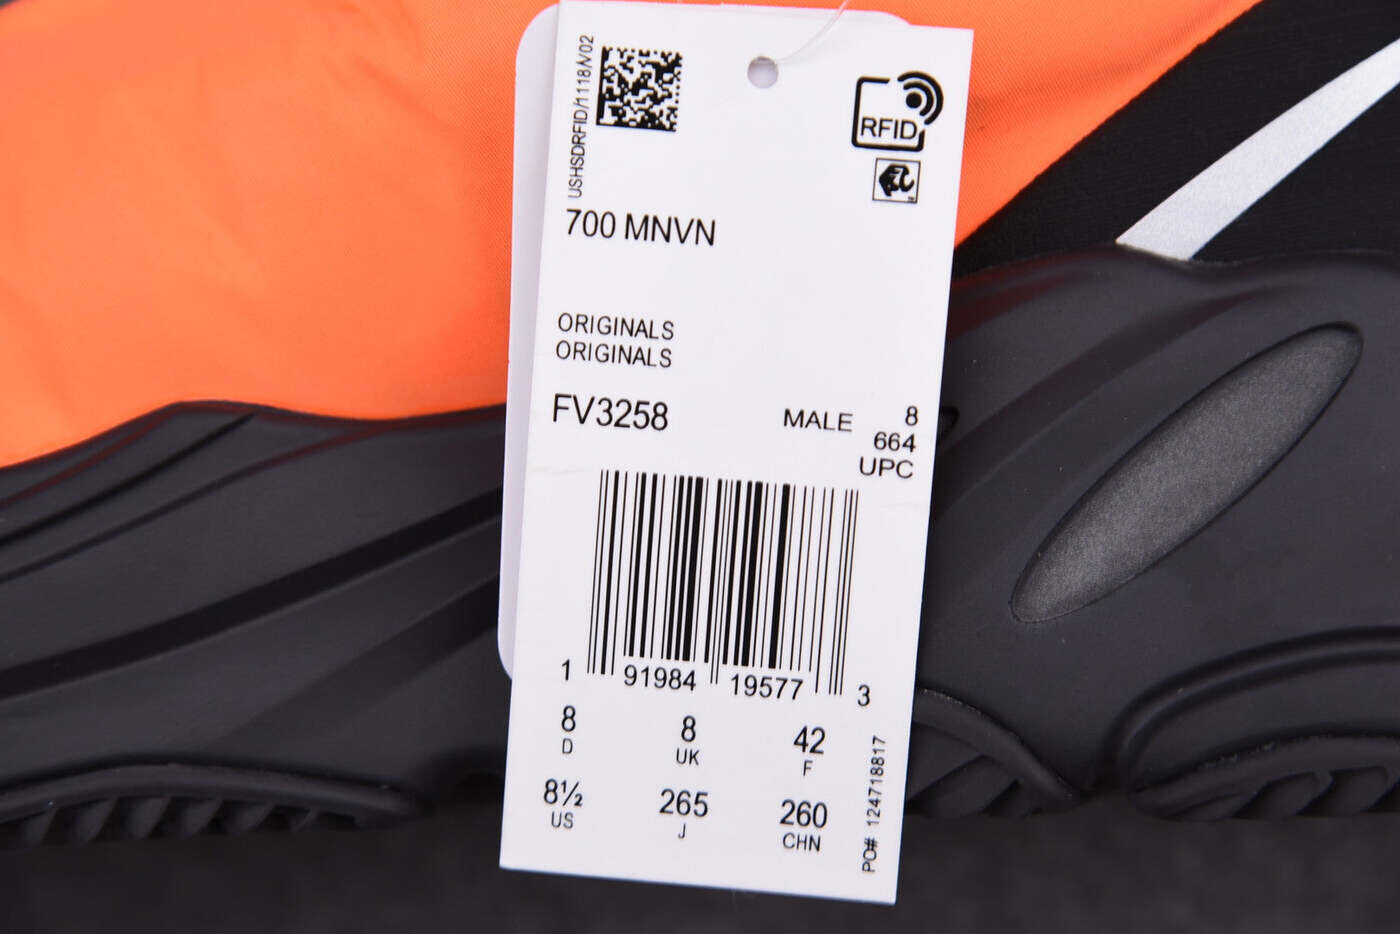 USHSDRFID/1118/V02
RFID
700 MNVN
ORIGINALS
ORIGINALS
FV3258
MALE 8
664
UPC
1 91984 19577 3
8 8 42
D UK F
8½ 265 260
US J CHN
PO# 124718817